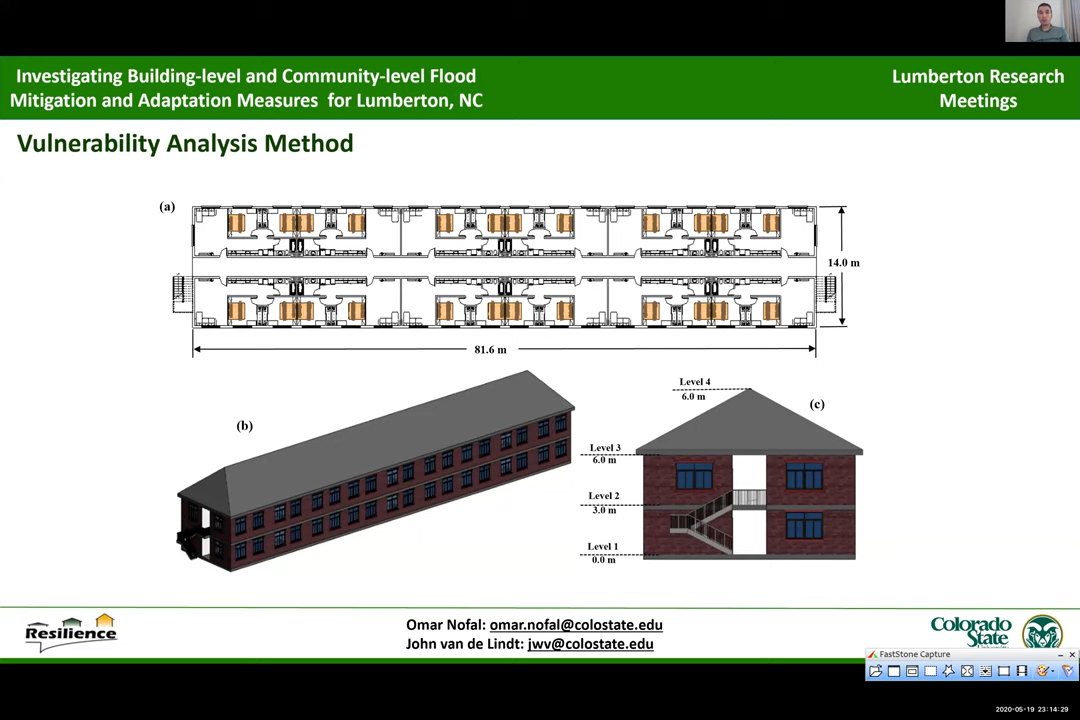 Investigating Building-level and Community-level Flood
Mitigation and Adaptation Measures for Lumberton, NC
Lumberton Research
Meetings
Vulnerability Analysis Method
(a)
14.0 m
81.6 m
(b)
Level 4
6.0 m
(c)
Level 3
6.0 m
Level 2
3.0 m
Level 1
0.0 m
Resilience
Omar Nofal: omar.nofal@colostate.edu
John van de Lindt: jwv@colostate.edu
Colorado
State
FastStone Capture
2020-05-19 23:14:29